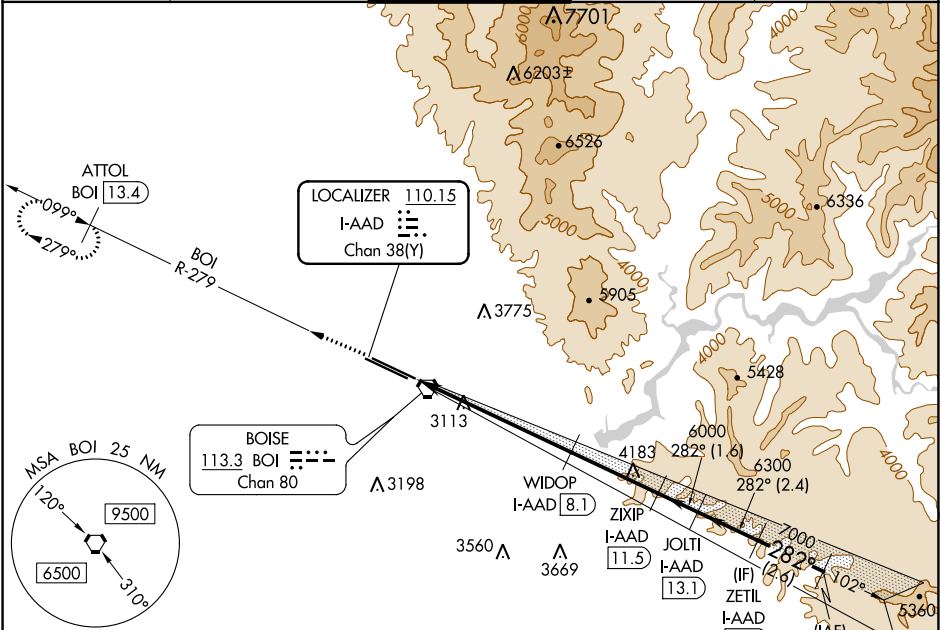 7701
6000
4000
6203±
6526
ATTOL
BOI 13.4
099°
279°
LOCALIZER 110.15
I-AAD
Chan 38(Y)
6336
5000
5000
BOI
R-279
4000
5905
3775
4000
5428
3113
BOISE
113.3 BOI
Chan 80
6000
4183
282° (1.6)
4000
6300
282° (2.4)
MSA BOI 25 NM
120°
9500
6500
310°
3198
WIDOP
I-AAD 8.1
ZIXIP
I-AAD
11.5
3560
3669
JOLTI
I-AAD
13.1
7000
282°
(2.6)
102°
(IF)
ZETIL
I-AAD
5360
(IAF)